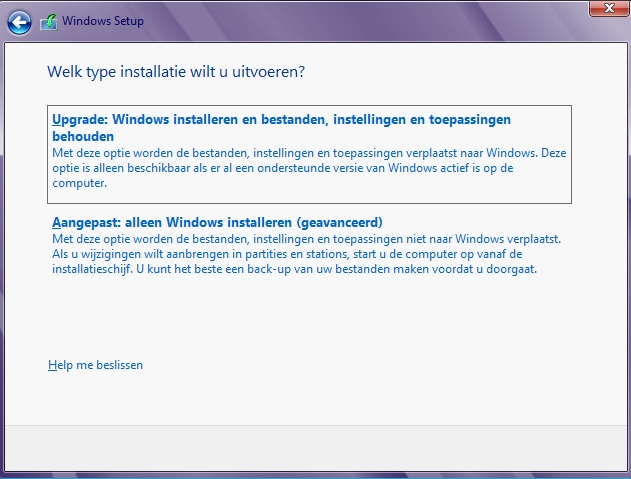 Windows Setup
Welk type installatie wilt u uitvoeren?
Upgrade: Windows installeren en bestanden, instellingen en toepassingen
behouden
Met deze optie worden de bestanden, instellingen en toepassingen verplaatst naar Windows. Deze
optie is alleen beschikbaar als er al een ondersteunde versie van Windows actief is op de
computer.
Aangepast: alleen Windows installeren (geavanceerd)
Met deze optie worden de bestanden, instellingen en toepassingen niet naar Windows verplaatst.
Als u wijzigingen wilt aanbrengen in partities en stations, start u de computer op vanaf de
installatieschijf. U kunt het beste een back-up van uw bestanden maken voordat u doorgaat.
Help me beslissen